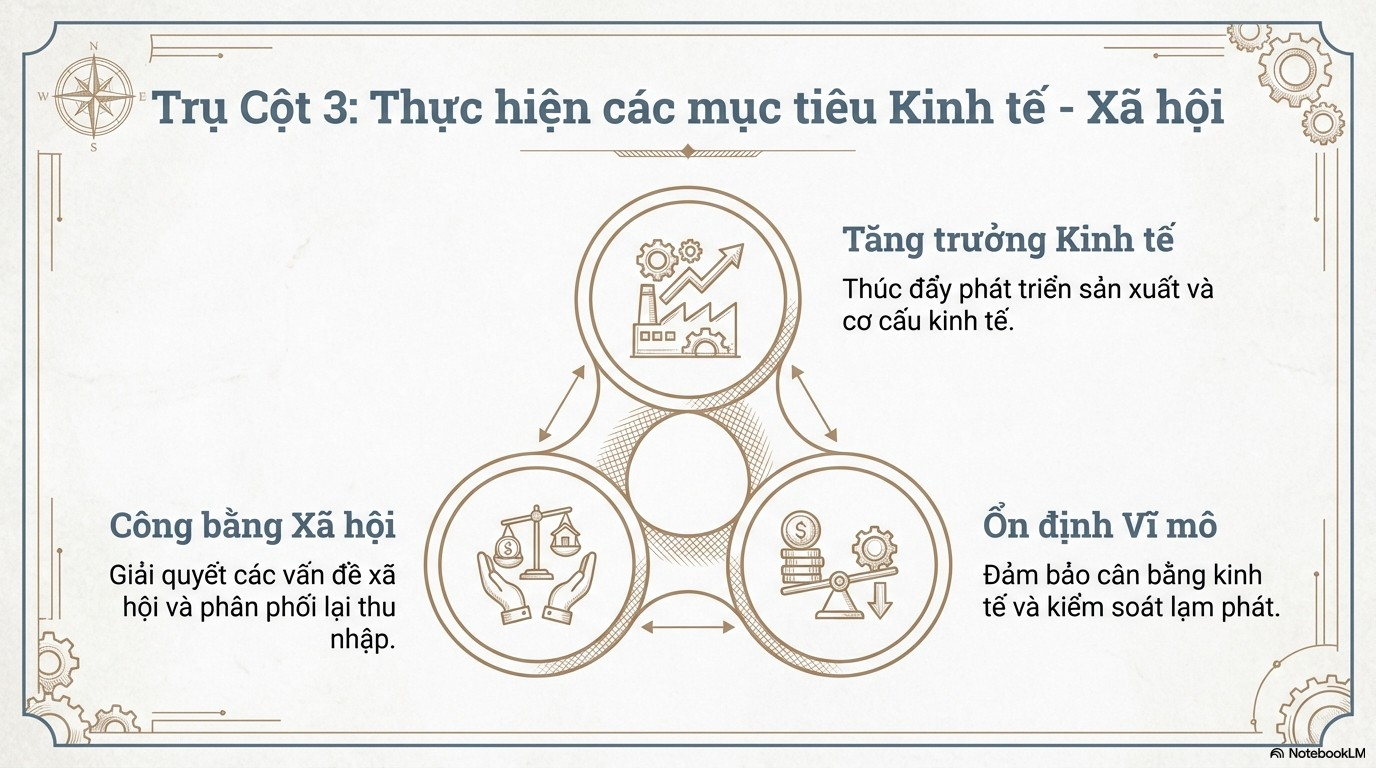 N
W
E
S
Trụ Cột 3: Thực hiện các mục tiêu Kinh tế - Xã hội
Tăng trưởng Kinh tế
Thúc đẩy phát triển sản xuất và
cơ cấu kinh tế.
Công bằng Xã hội
Giải quyết các vấn đề xã
hội và phân phối lại thu
nhập.
$
$
Ổn định Vĩ mô
Đảm bảo cân bằng kinh
tế và kiểm soát lạm phát.
NotebookLM